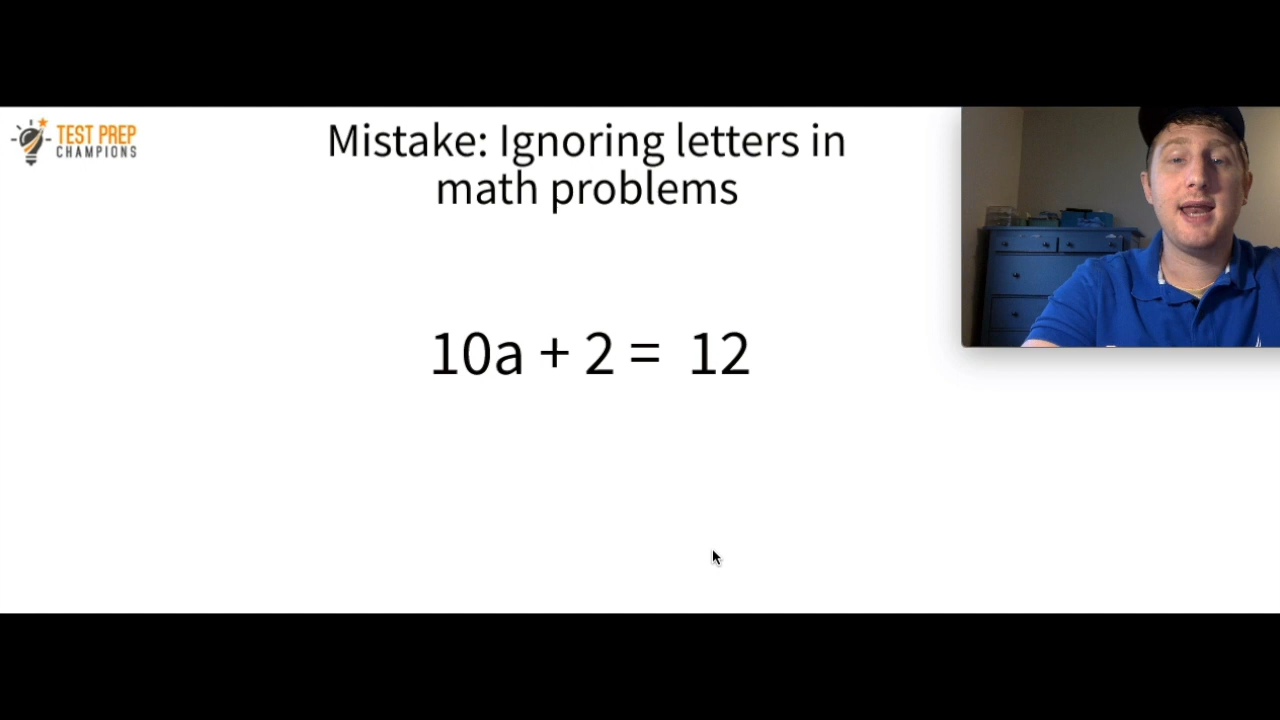 TEST PREP
CHAMPIONS
Mistake: Ignoring letters in
math problems
10a + 2 = 12